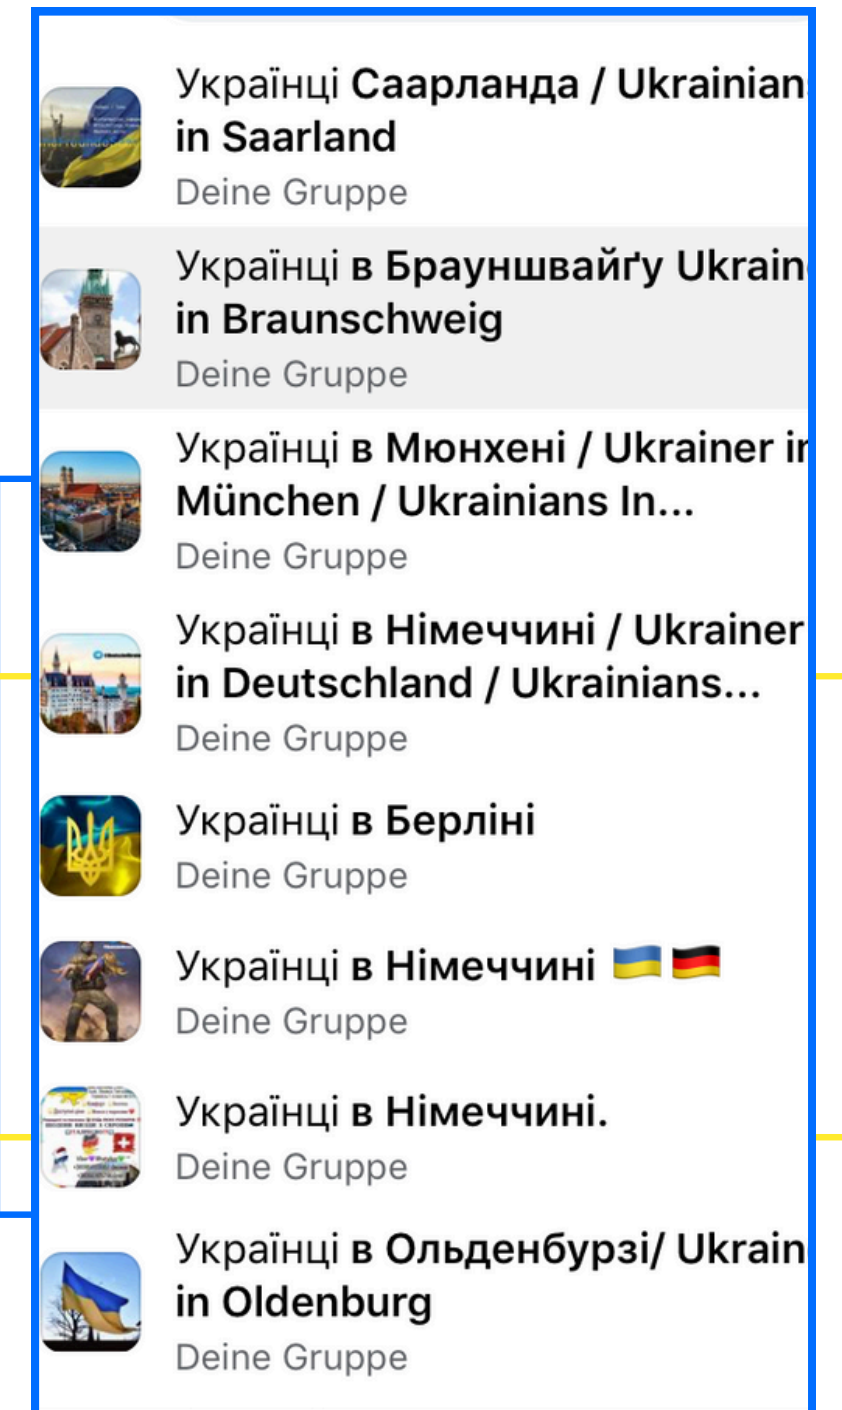 Українці Саарланда / Ukrainian
in Saarland
Deine Gruppe
Українці в Брауншвайґу Ukrain
in Braunschweig
Deine Gruppe
Українці в Мюнхені / Ukrainer in
München / Ukrainians In...
Deine Gruppe
Українці в Німеччині / Ukrainer
in Deutschland / Ukrainians...
Deine Gruppe
Українці в Берліні
Deine Gruppe
Українці в Німеччині 🇺🇦🇩🇪
Deine Gruppe
Українці в Німеччині.
Deine Gruppe
Українці в Ольденбурзі/ Ukrain
in Oldenburg
Deine Gruppe